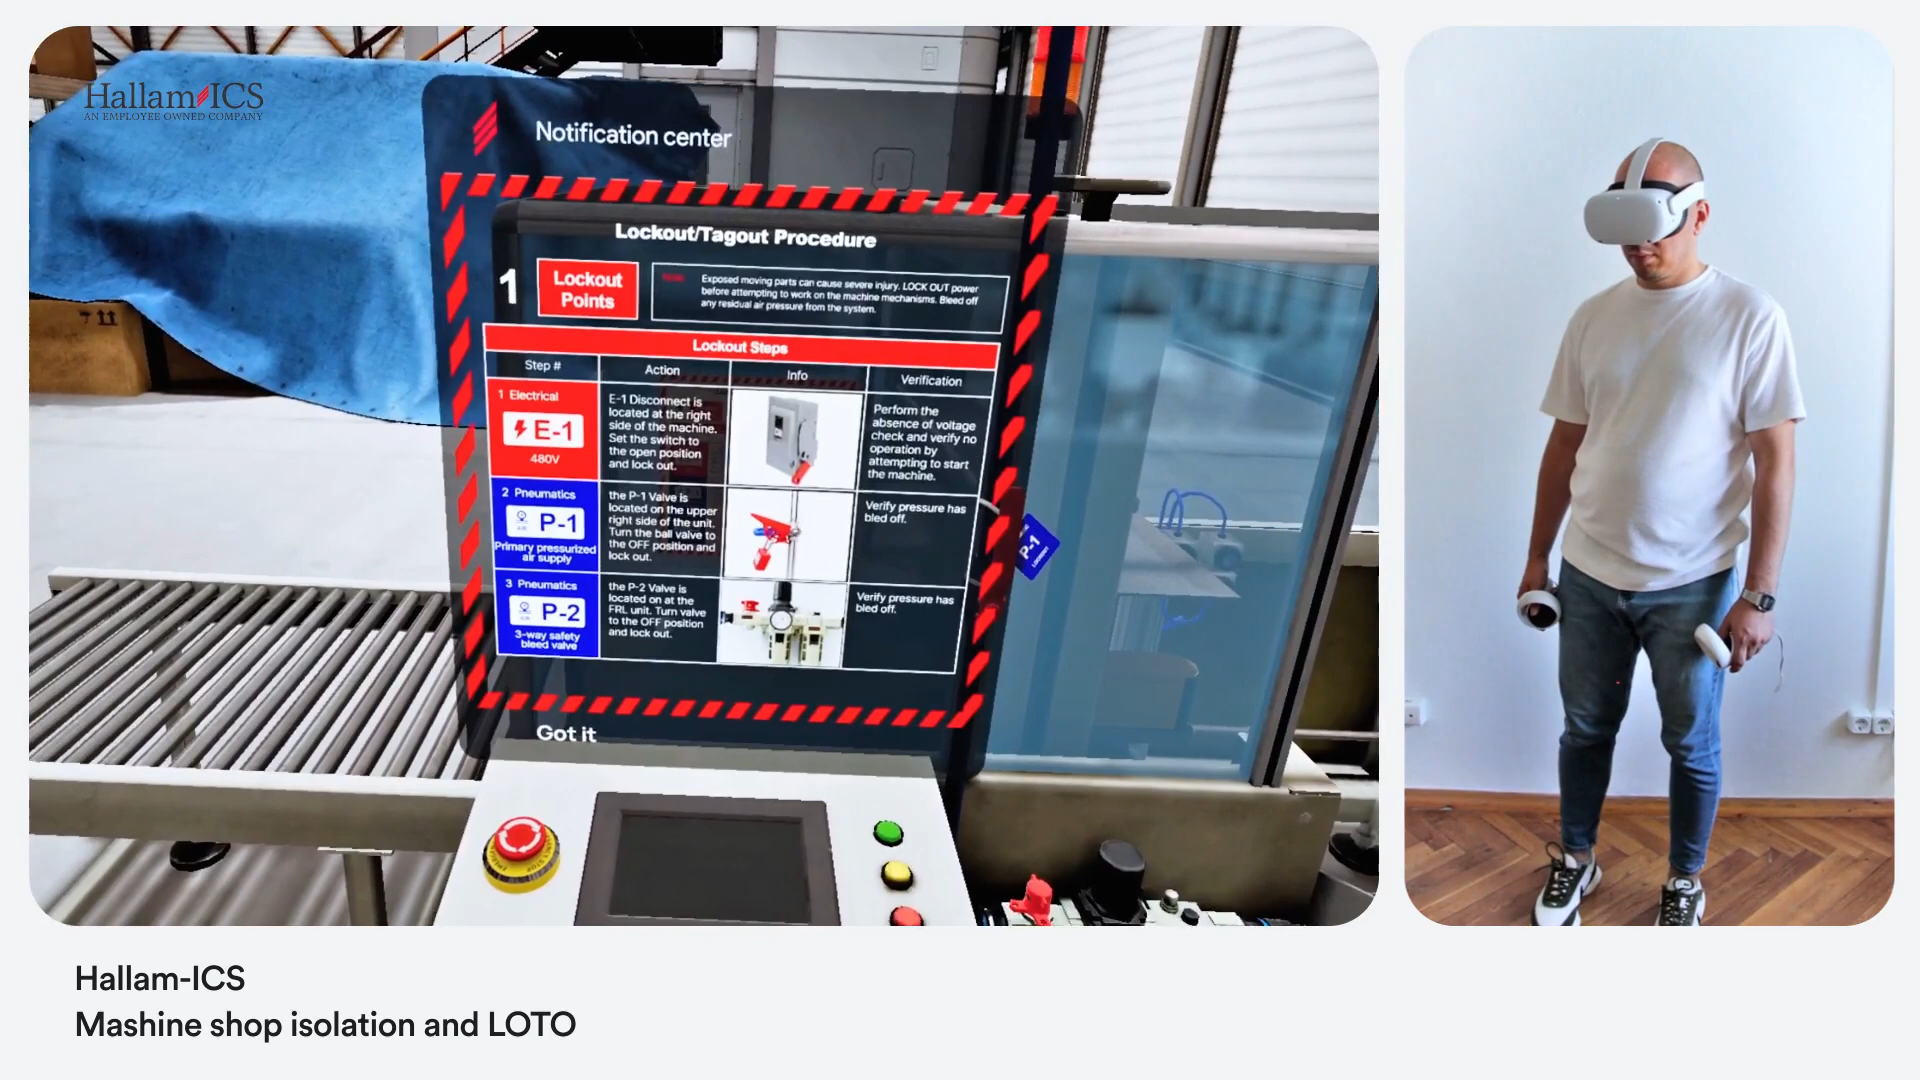 Hallam ICS
AN EMPLOYEE OWNED COMPANY
Notification center
Lockout/Tagout Procedure
1
Lockout
Points
Exposed moving parts can cause severe injury. LOCK OUT power
before attempting to work on the machine mechanisms. Bleed off
any residual air pressure from the system.
Lockout Steps
Step #
Action
Info
Verification
1 Electrical
E-1
480V
E-1 Disconnect is
located at the right
side of the machine.
Set the switch to
the open position
and lock out.
Perform the
absence of voltage
check and verify no
operation by
attempting to start
the machine.
2 Pneumatics
P-1
Primary pressurized
air supply
the P-1 Valve is
located on the upper
right side of the unit.
Turn the ball valve to
the OFF position and
lock out.
Verify pressure has
bled off.
3 Pneumatics
P-2
3-way safety
bleed valve
the P-2 Valve is
located on at the
FRL unit. Turn valve
to the OFF position
and lock out.
Verify pressure has
bled off.
Got it
P-1
Hallam-ICS
Mashine shop isolation and LOTO